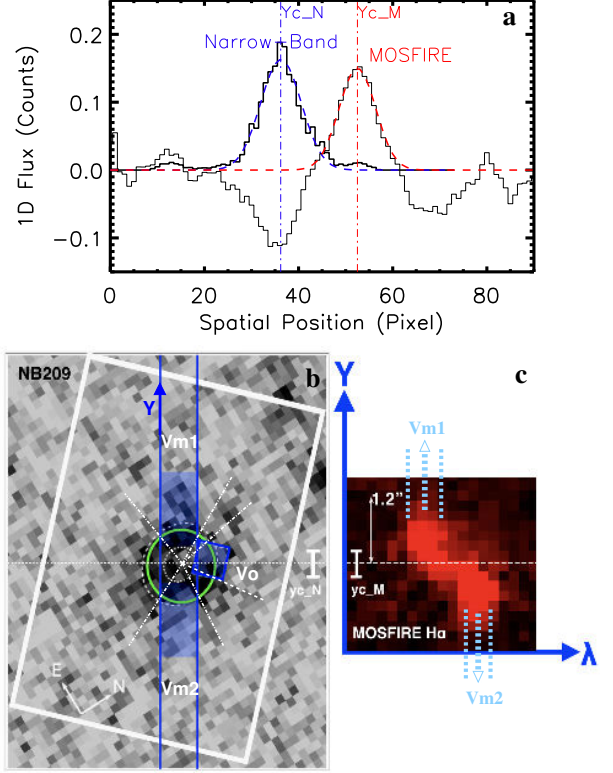 a
Yc_N
Yc_M
Narrow-Band
MOSFIRE
0.2
0.1
0.0
−0.1
1D Flux (Counts)
0
20
40
60
80
Spatial Position (Pixel)
NB209
b
Y
Vm1
Vo
yc_N
Vm2
E
N
c
Y
Vm1
1.2"
yc_M
MOSFIRE Hα
λ
Vm2